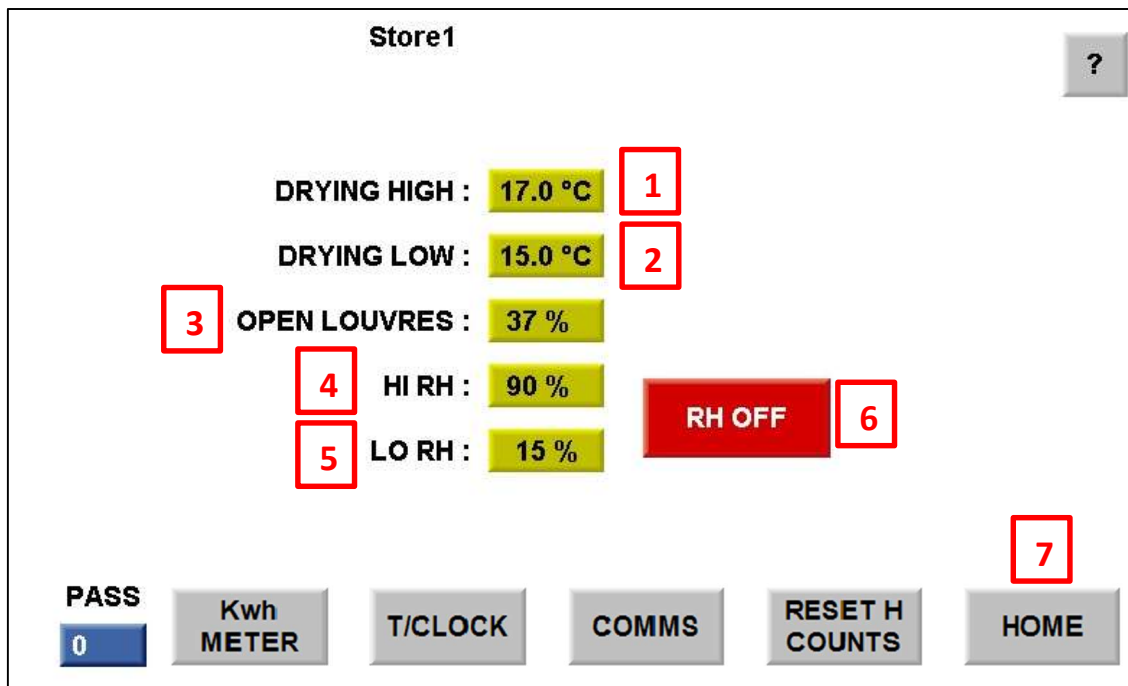 Store1
?
DRYING HIGH : 17.0 °C 1
DRYING LOW : 15.0 °C 2
3 OPEN LOUVRES : 37 %
4 HI RH : 90 %
RH OFF 6
5 LO RH : 15 %
7
PASS
0
Kwh
METER
T/CLOCK
COMMS
RESET H
COUNTS
HOME